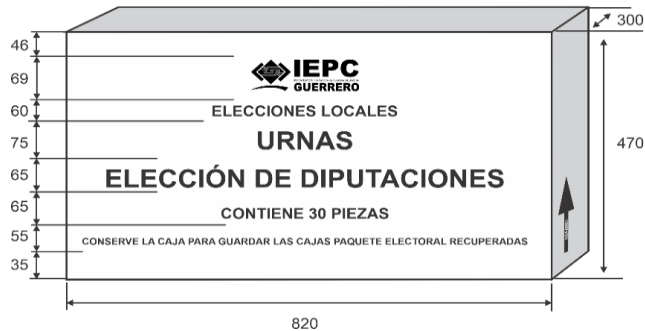 300
46
69
60
75
65
65
55
35
IEPC
GUERRERO
ELECCIONES LOCALES
URNAS
ELECCIÓN DE DIPUTACIONES
CONTIENE 30 PIEZAS
CONSERVE LA CAJA PARA GUARDAR LAS CAJAS PAQUETE ELECTORAL RECUPERADAS
470
820